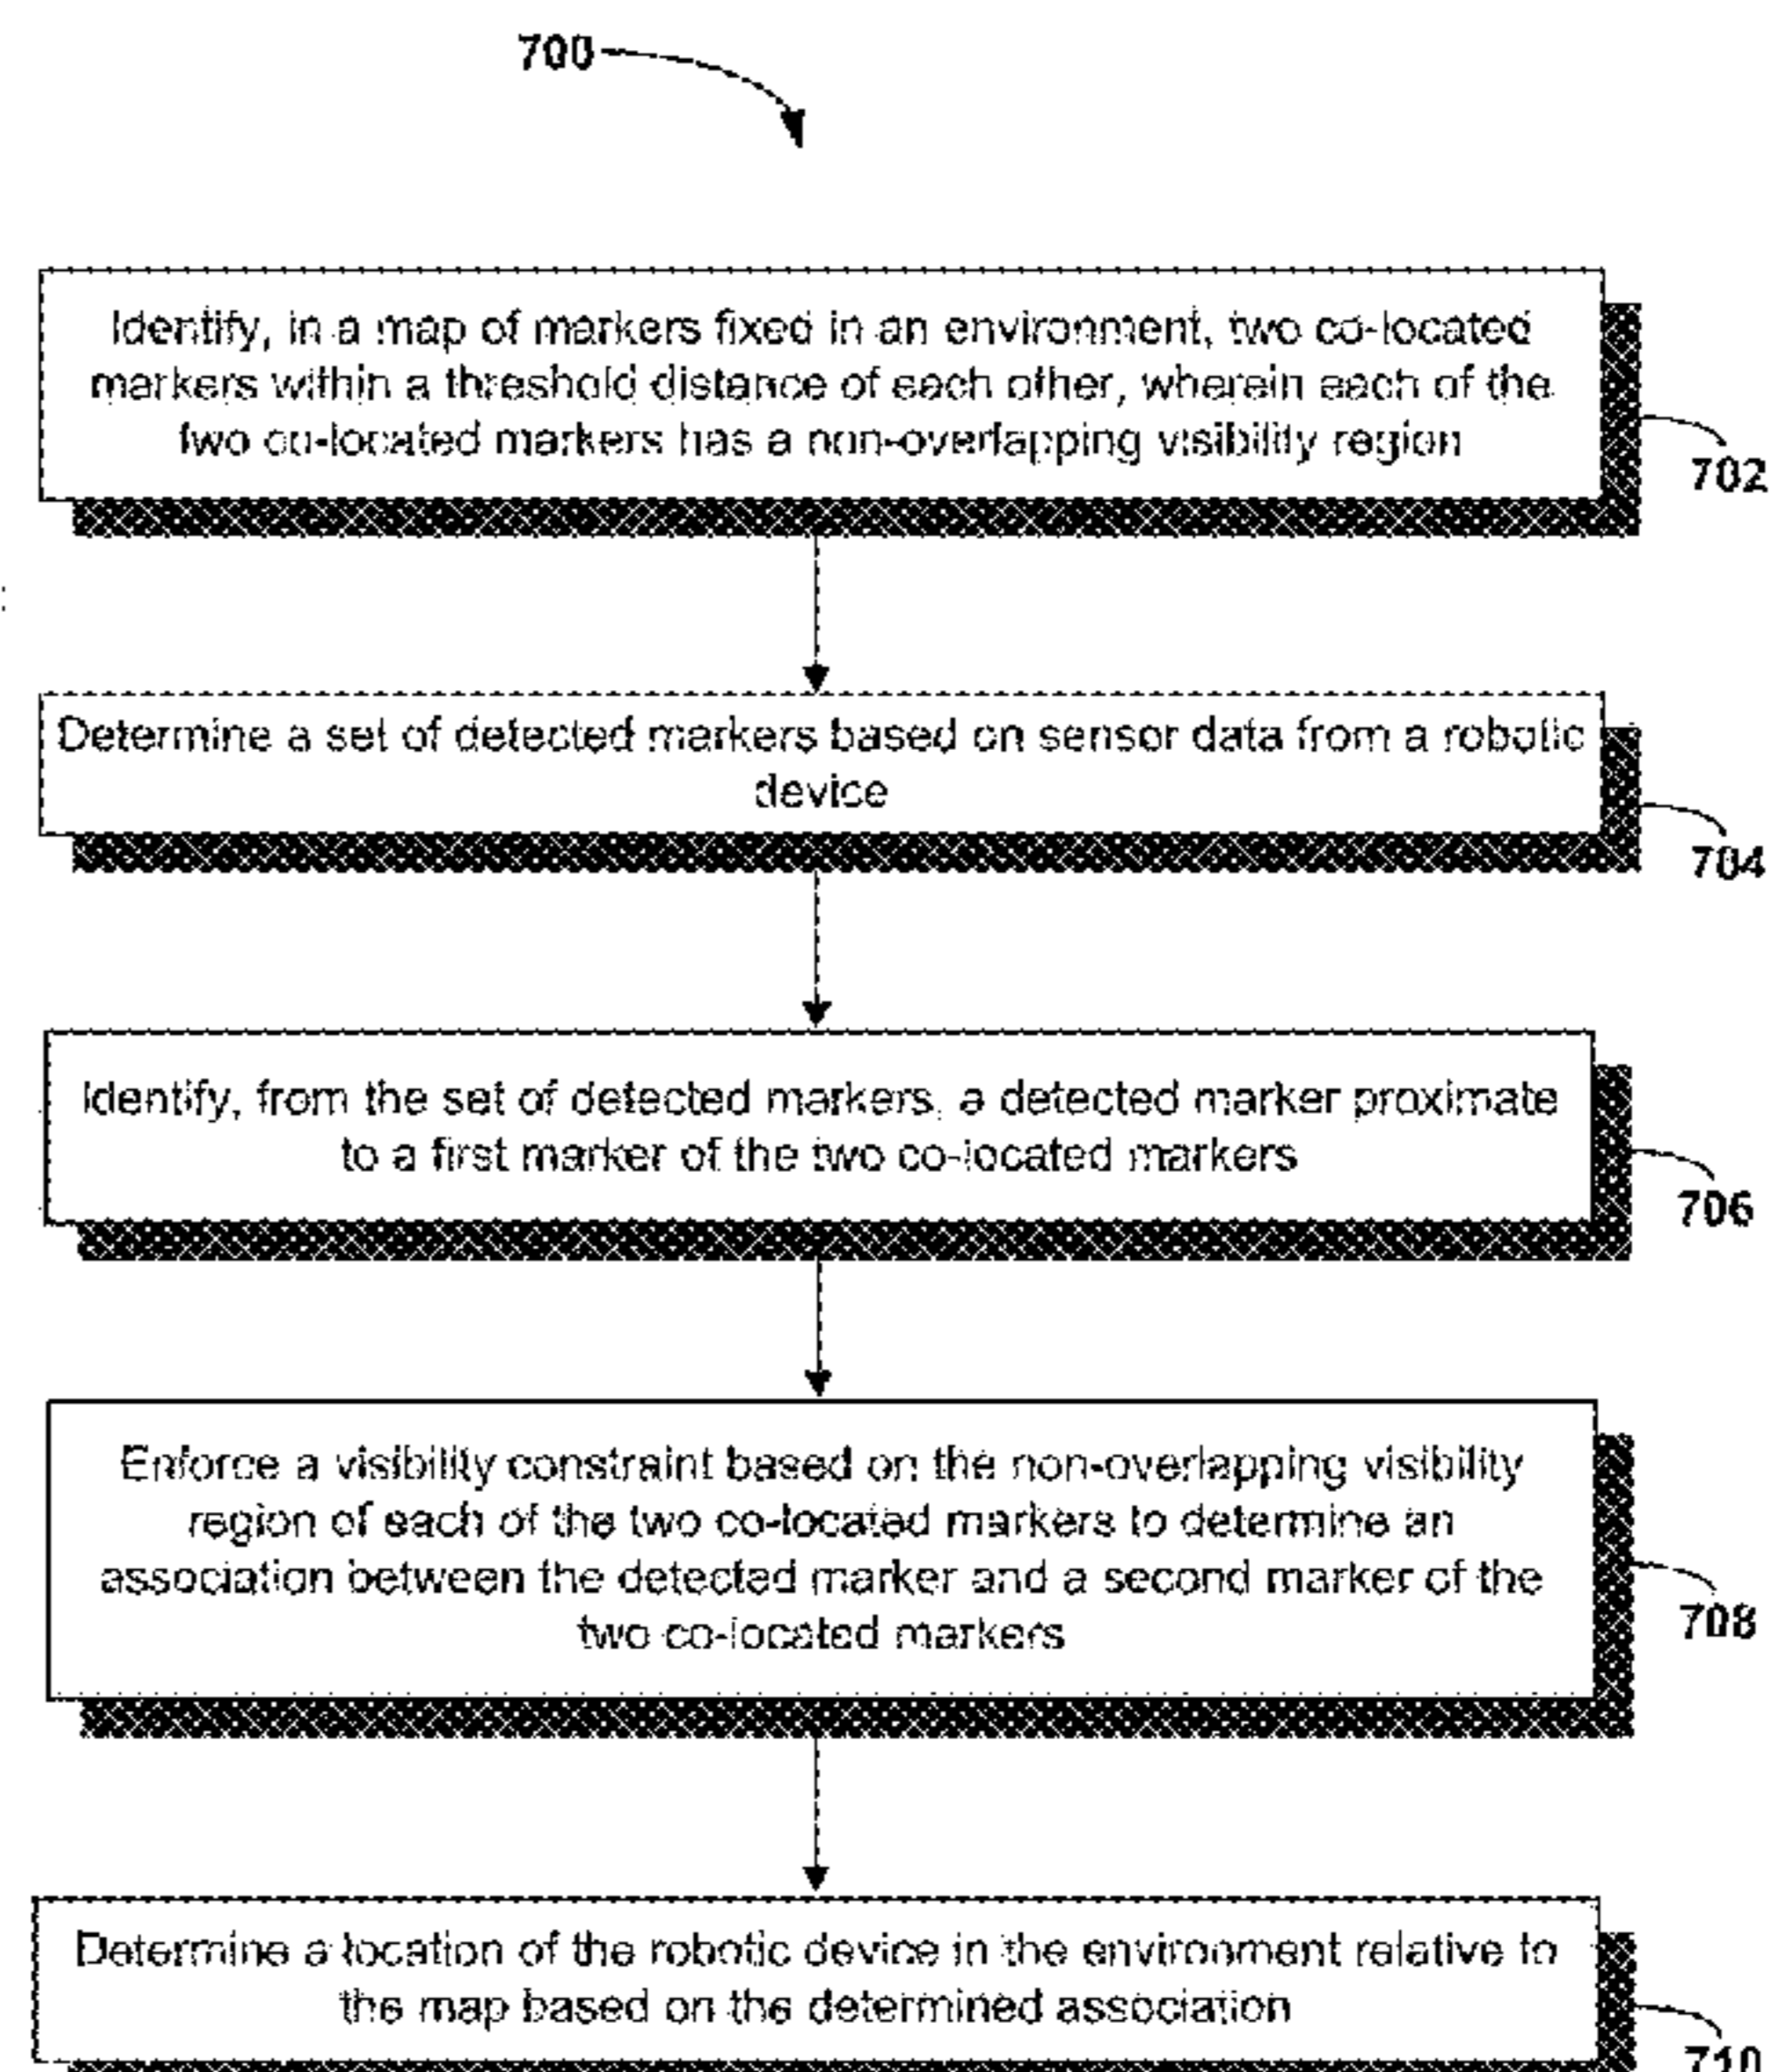 700
Identify, in a map of markers fixed in an environment, two co-located
markers within a threshold distance of each other, wherein each of the
two co-located markers has a non-overlapping visibility region
702
Determine a set of detected markers based on sensor data from a robotic
device
704
Identify, from the set of detected markers, a detected marker proximate
to a first marker of the two co-located markers
706
Enforce a visibility constraint based on the non-overlapping visibility
region of each of the two co-located markers to determine an
association between the detected marker and a second marker of the
two co-located markers
708
Determine a location of the robotic device in the environment relative to
the map based on the determined association
710